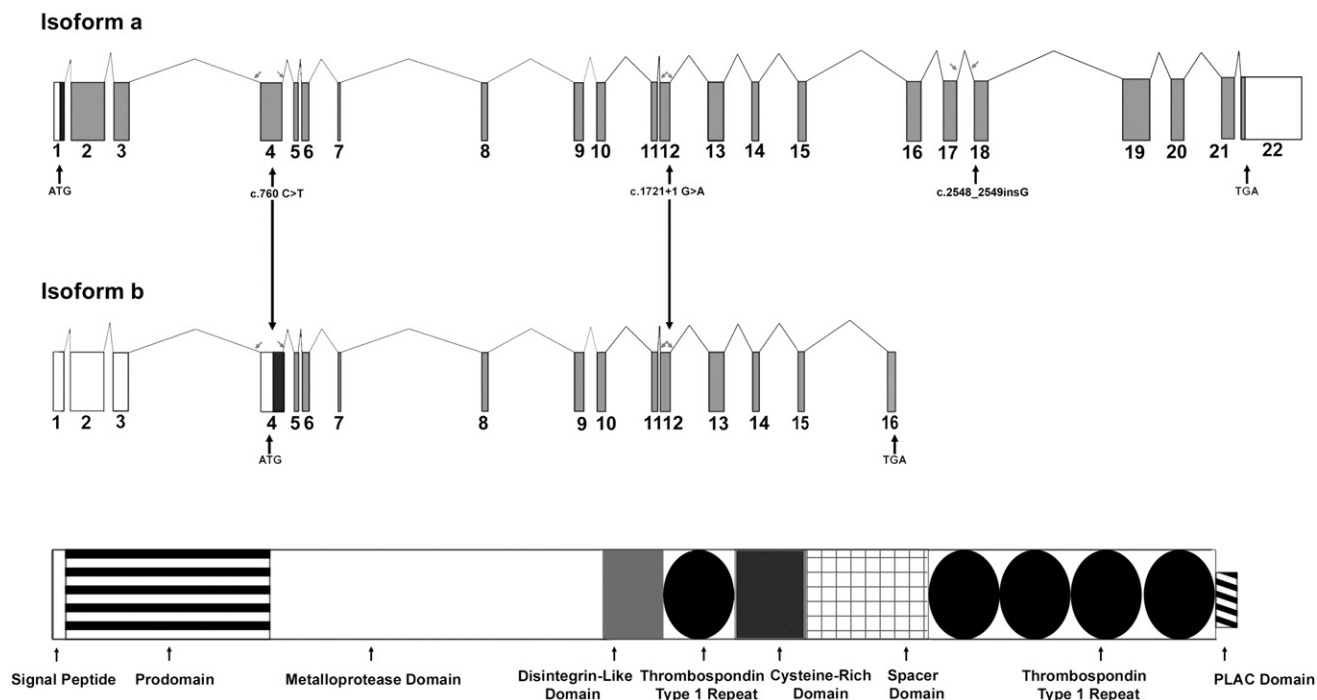 Isoform a
1 2 3 4 5 6 7 8 9 10 11 12 13 14 15 16 17 18 19 20 21 22
ATG c.760 C>T c.1721+1 G>A c.2548_2549insG TGA
Isoform b
1 2 3 4 5 6 7 8 9 10 11 12 13 14 15 16
ATG TGA
Signal Peptide Prodomain Metalloprotease Domain Disintegrin-Like Thrombospondin Cysteine-Rich Spacer Thrombospondin PLAC Domain
Domain Type 1 Repeat Domain Domain Type 1 Repeat